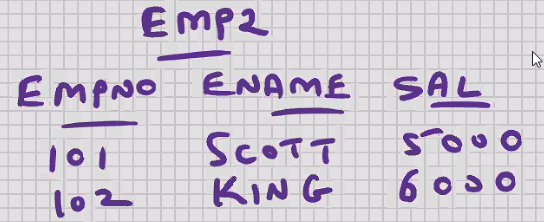 EMP2
EMPNO ENAME SAL
101 SCOTT 5000
102 KING 6000